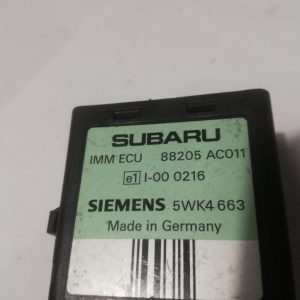 SUBARU
IMM ECU 88205 AC011
e1 I-00 0216
SIEMENS 5WK4 663
Made in Germany